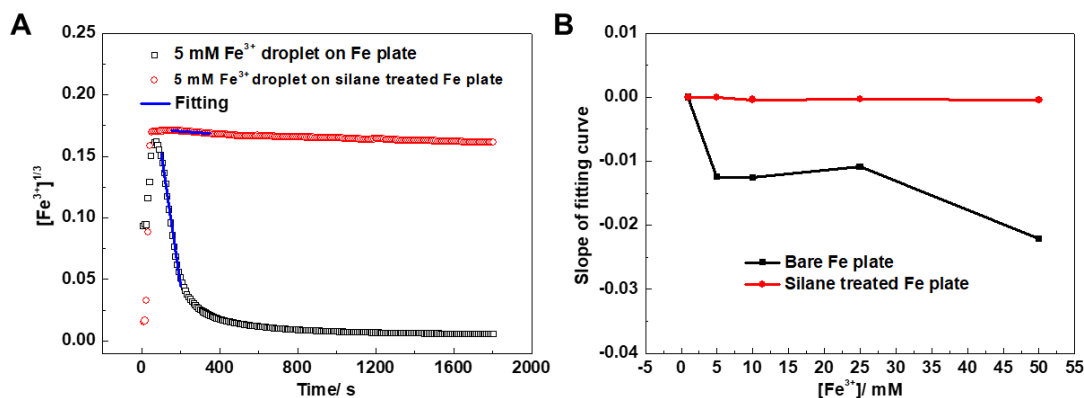 A
0.25
0.20
0.15
0.10
0.05
0.00
[Fe³⁺]¹ᐟ³
5 mM Fe³⁺ droplet on Fe plate
5 mM Fe³⁺ droplet on silane treated Fe plate
Fitting
0 400 800 1200 1600 2000
Time/ s
B
0.01
0.00
-0.01
-0.02
-0.03
-0.04
Slope of fitting curve
Bare Fe plate
Silane treated Fe plate
-5 0 5 10 15 20 25 30 35 40 45 50 55
[Fe³⁺]/ mM